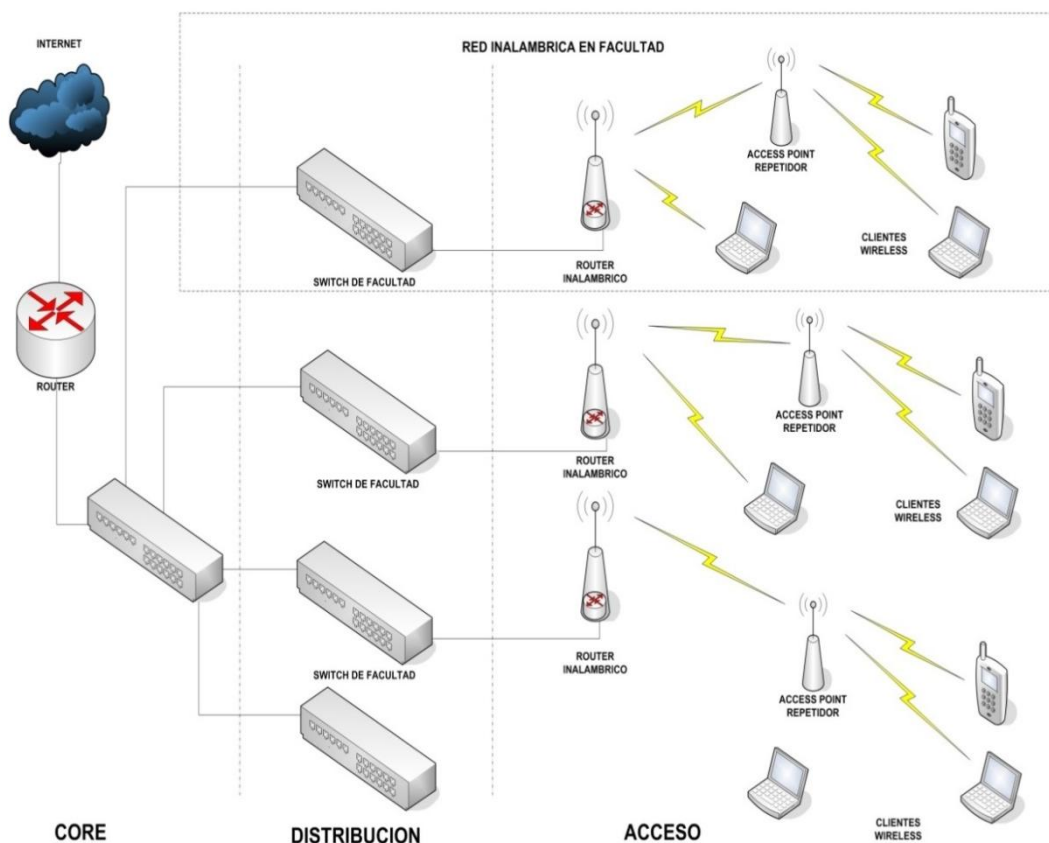 INTERNET
RED INALAMBRICA EN FACULTAD
ACCESS POINT
REPETIDOR
SWITCH DE FACULTAD
ROUTER
INALAMBRICO
CLIENTES
WIRELESS
ROUTER
ACCESS POINT
REPETIDOR
SWITCH DE FACULTAD
ROUTER
INALAMBRICO
CLIENTES
WIRELESS
SWITCH DE FACULTAD
ROUTER
INALAMBRICO
ACCESS POINT
REPETIDOR
CLIENTES
WIRELESS
CORE
DISTRIBUCION
ACCESO